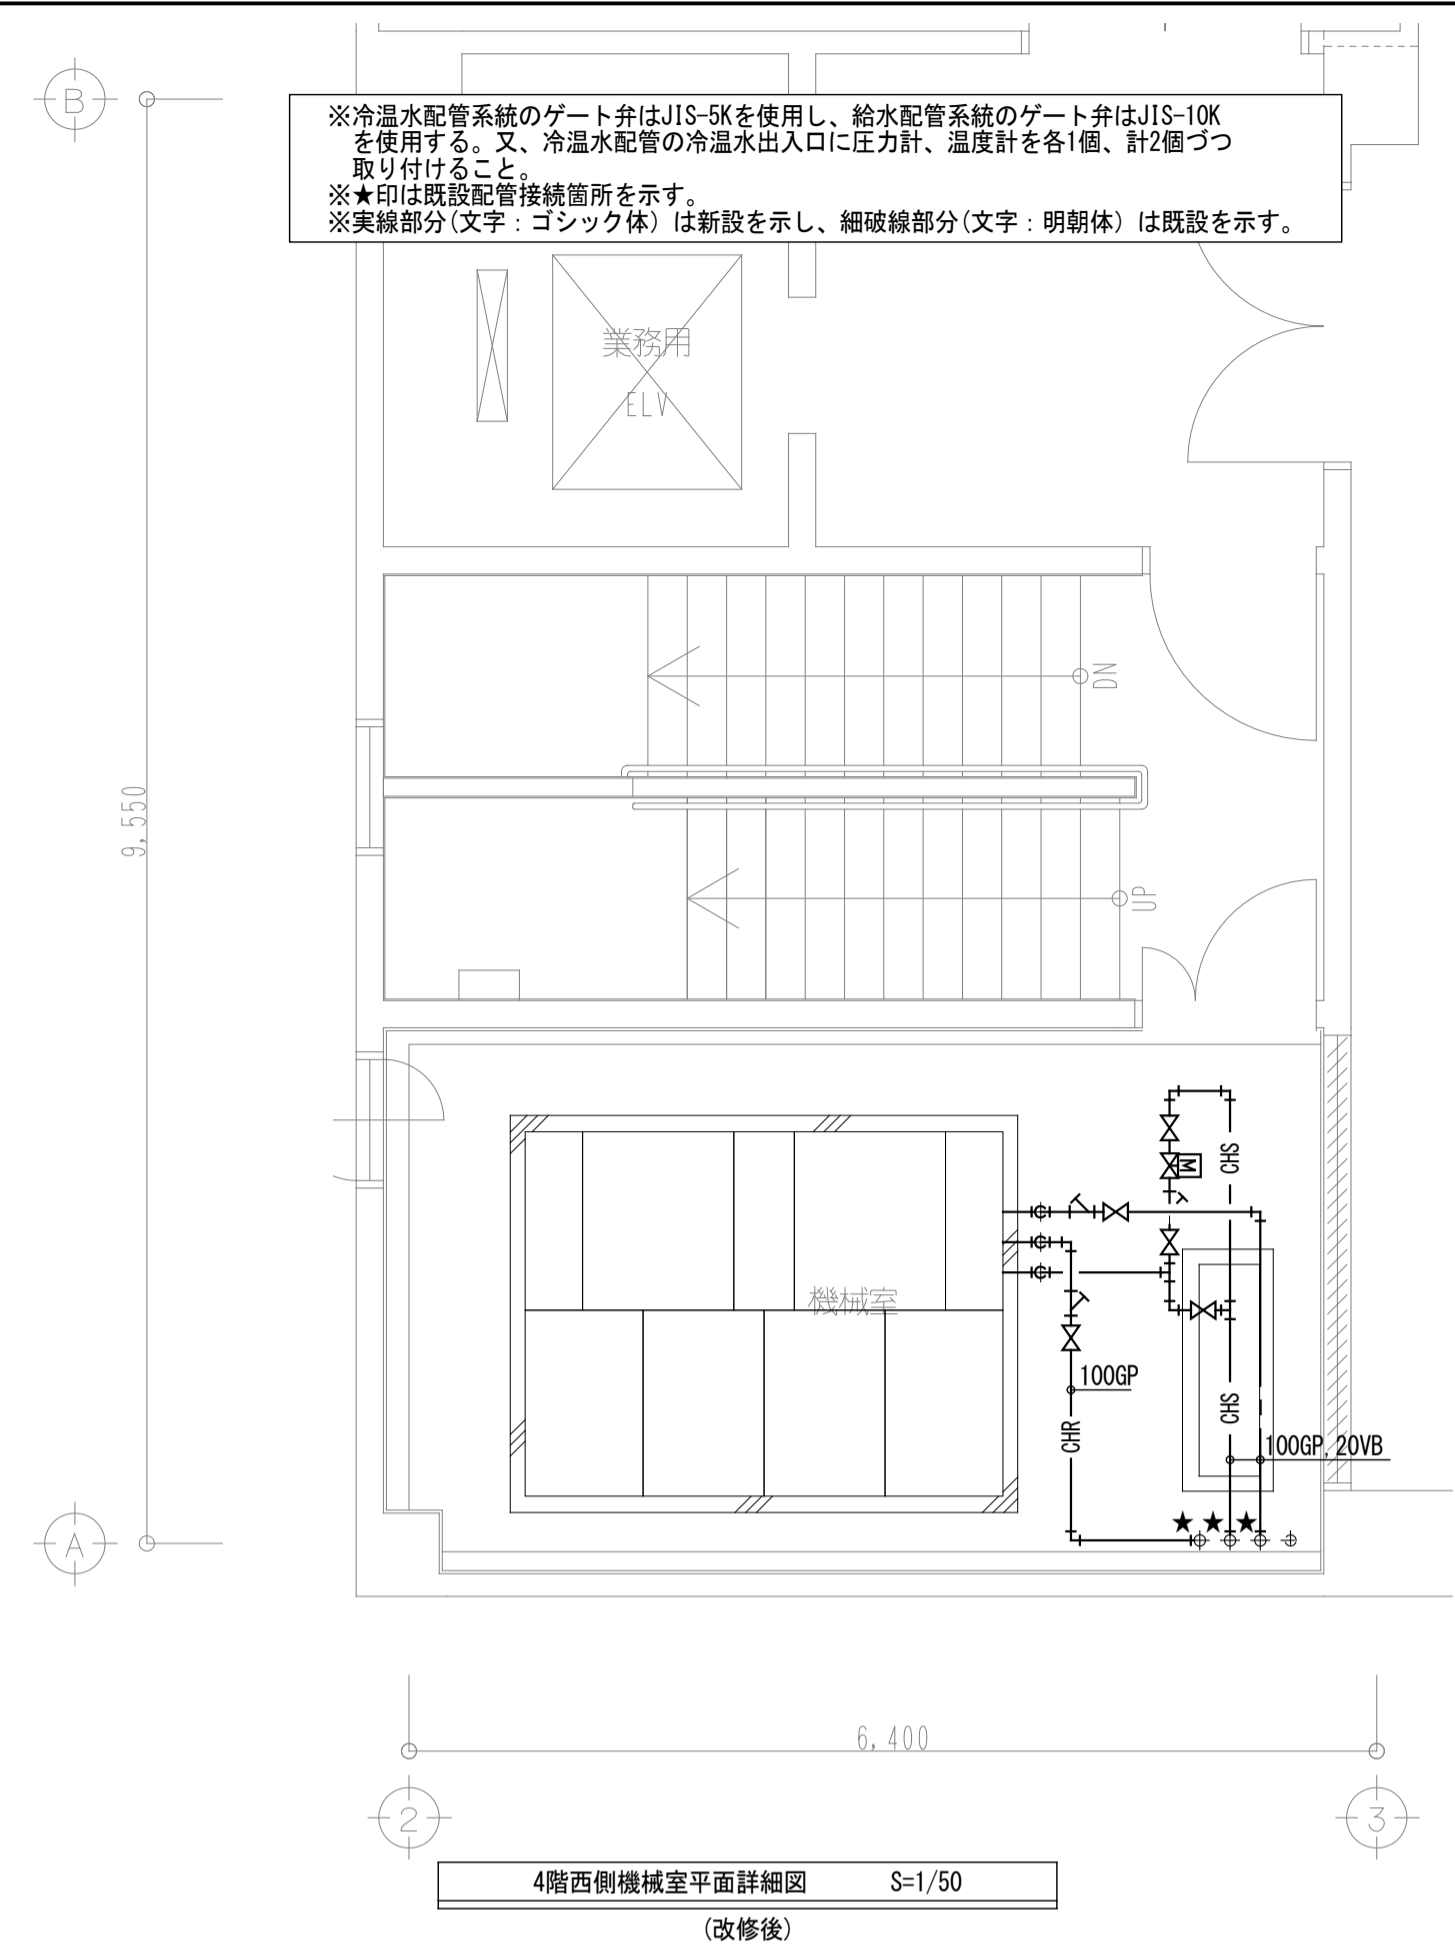 ※冷温水配管系統のゲート弁はJIS-5Kを使用し、給水配管系統のゲート弁はJIS-10K
を使用する。又、冷温水配管の冷温水出入口に圧力計、温度計を各1個、計2個づつ
取り付けること。
※★印は既設配管接続箇所を示す。
※実線部分(文字：ゴシック体）は新設を示し、細破線部分(文字：明朝体）は既設を示す。
B
業務用
ELV
DN
9,550
UP
CHS
M
C
C
C
機械室
100GP
CHS
CHR
100GP,20VB
★ ★ ★
A
6,400
2
3
4階西側機械室平面詳細図 S=1/50
(改修後)